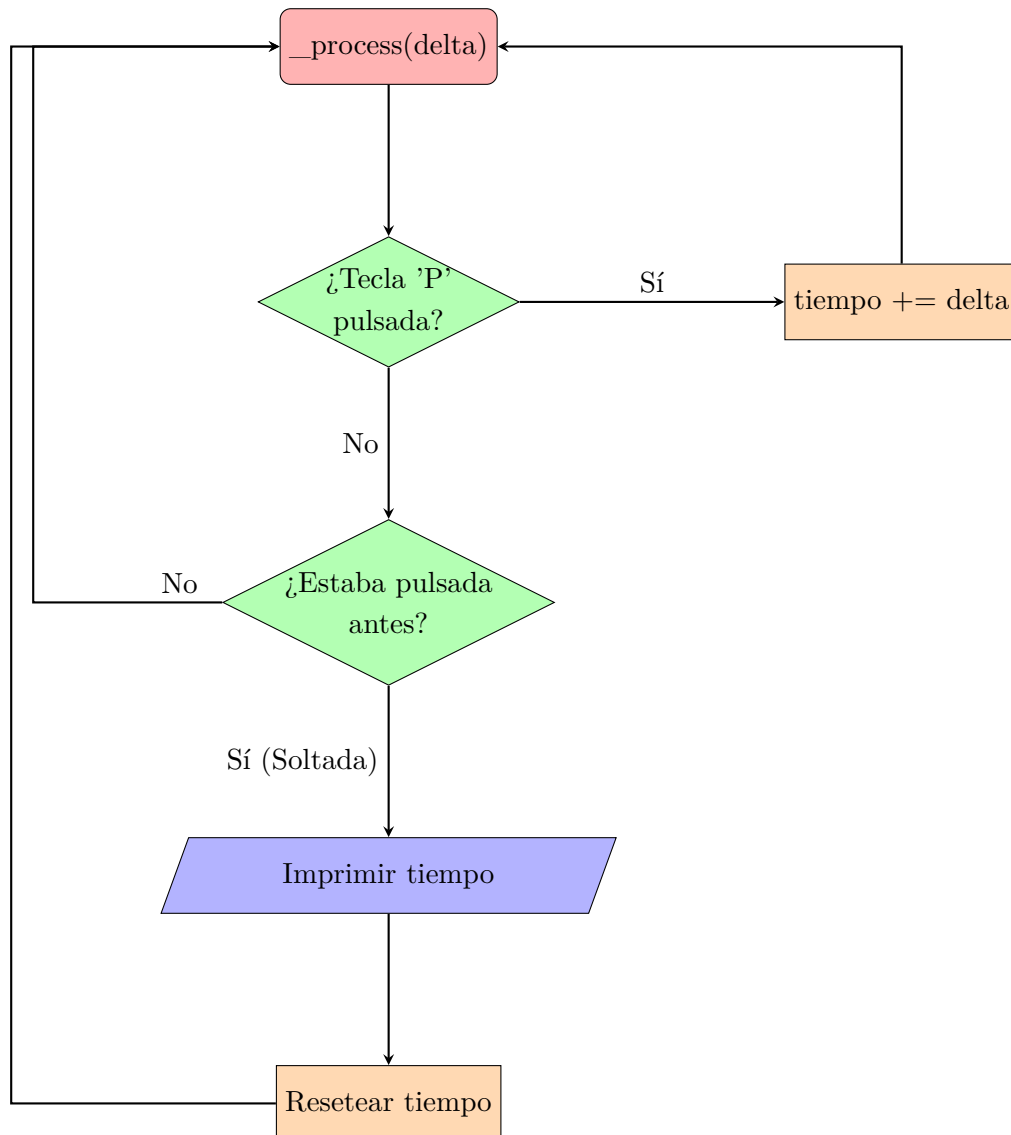 _process(delta)
¿Tecla 'P'
pulsada?
Sí
tiempo += delta
No
¿Estaba pulsada
antes?
No
Sí (Soltada)
Imprimir tiempo
Resetear tiempo